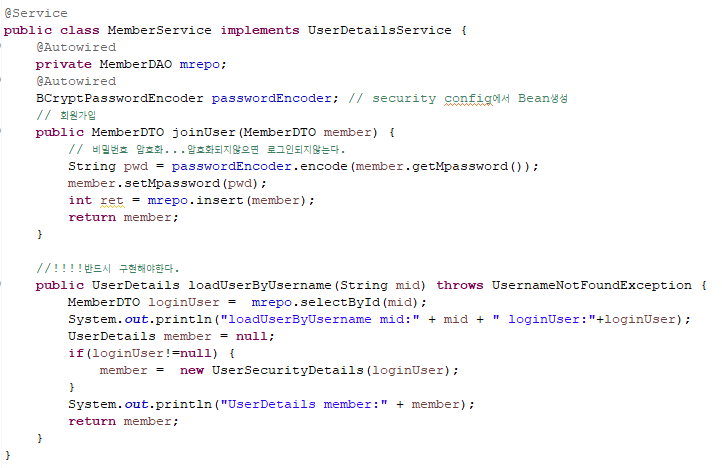 @Service
public class MemberService implements UserDetailsService {
@Autowired
private MemberDAO mrepo;
@Autowired
BCryptPasswordEncoder passwordEncoder; // security config에서 Bean생성
// 회원가입
public MemberDTO joinUser(MemberDTO member) {
// 비밀번호 암호화...암호화되지않으면 로그인되지않는다.
String pwd = passwordEncoder.encode(member.getMpassword());
member.setMpassword(pwd);
int ret = mrepo.insert(member);
return member;
}
//!!!!반드시 구현해야한다.
public UserDetails loadUserByUsername(String mid) throws UsernameNotFoundException {
MemberDTO loginUser =  mrepo.selectById(mid);
System.out.println("loadUserByUsername mid:" + mid + " loginUser:"+loginUser);
UserDetails member = null;
if(loginUser!=null) {
member =  new UserSecurityDetails(loginUser);
}
System.out.println("UserDetails member:" + member);
return member;
}
}